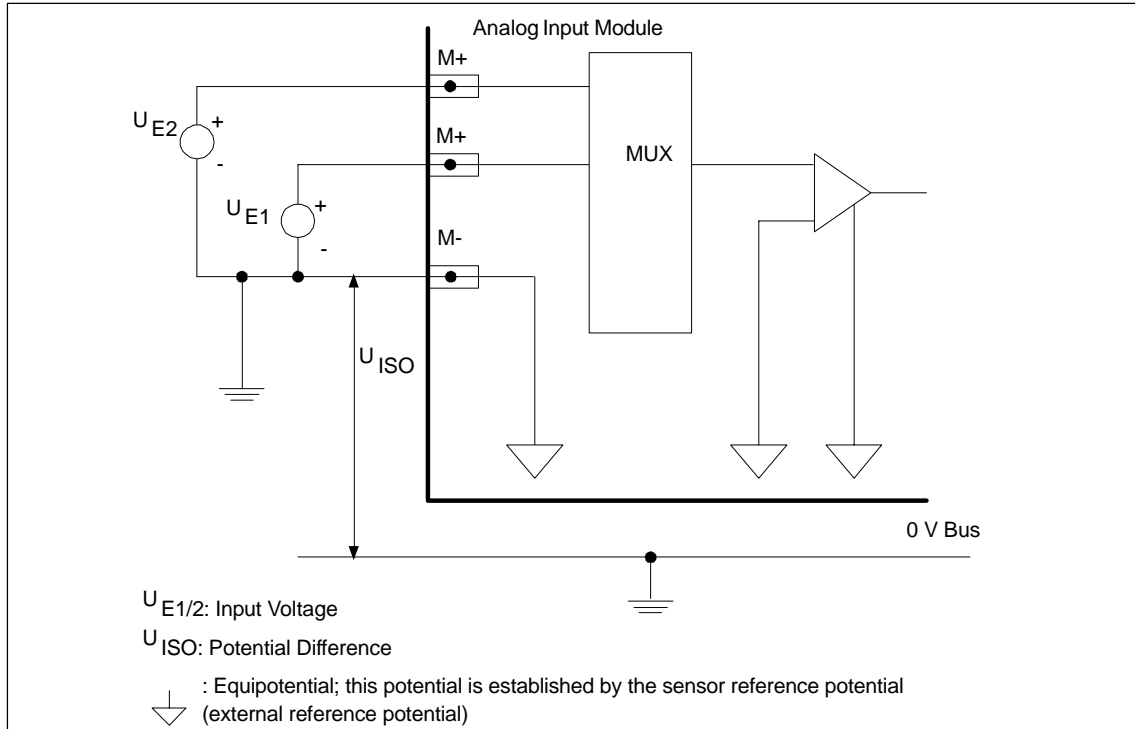 Analog Input Module
M+
U E2
+
-
M+
MUX
U E1
+
-
M-
U ISO
0 V Bus
U E1/2: Input Voltage
U ISO: Potential Difference
: Equipotential; this potential is established by the sensor reference potential
(external reference potential)